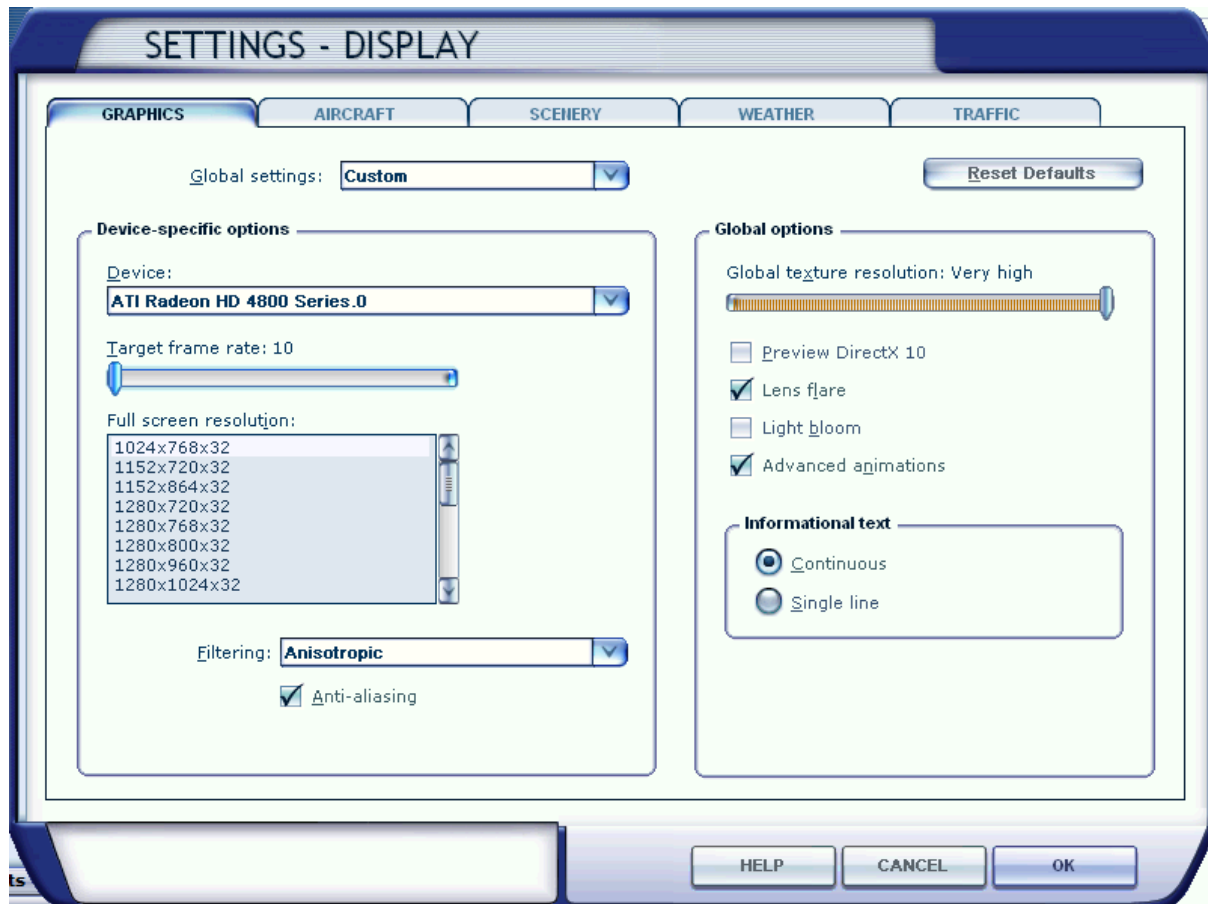 SETTINGS - DISPLAY
GRAPHICS
AIRCRAFT
SCENERY
WEATHER
TRAFFIC
Global settings: Custom
Reset Defaults
Device-specific options
Device:
ATI Radeon HD 4800 Series.0
Target frame rate: 10
Full screen resolution:
1024x768x32
1152x720x32
1152x864x32
1280x720x32
1280x768x32
1280x800x32
1280x960x32
1280x1024x32
Filtering: Anisotropic
Anti-aliasing
Global options
Global texture resolution: Very high
Preview DirectX 10
Lens flare
Light bloom
Advanced animations
Informational text
Continuous
Single line
ts
HELP
CANCEL
OK